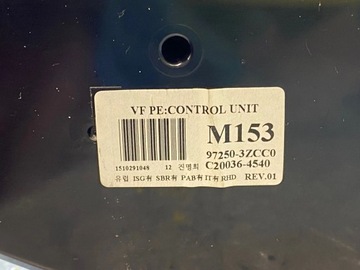 VF PE:CONTROL UNIT
M153
97250-3ZCC0
C20036-4540
1510291048 12 진영희
유럽 ISG有 SBR有 PAB有 IT有 RHD REV.01